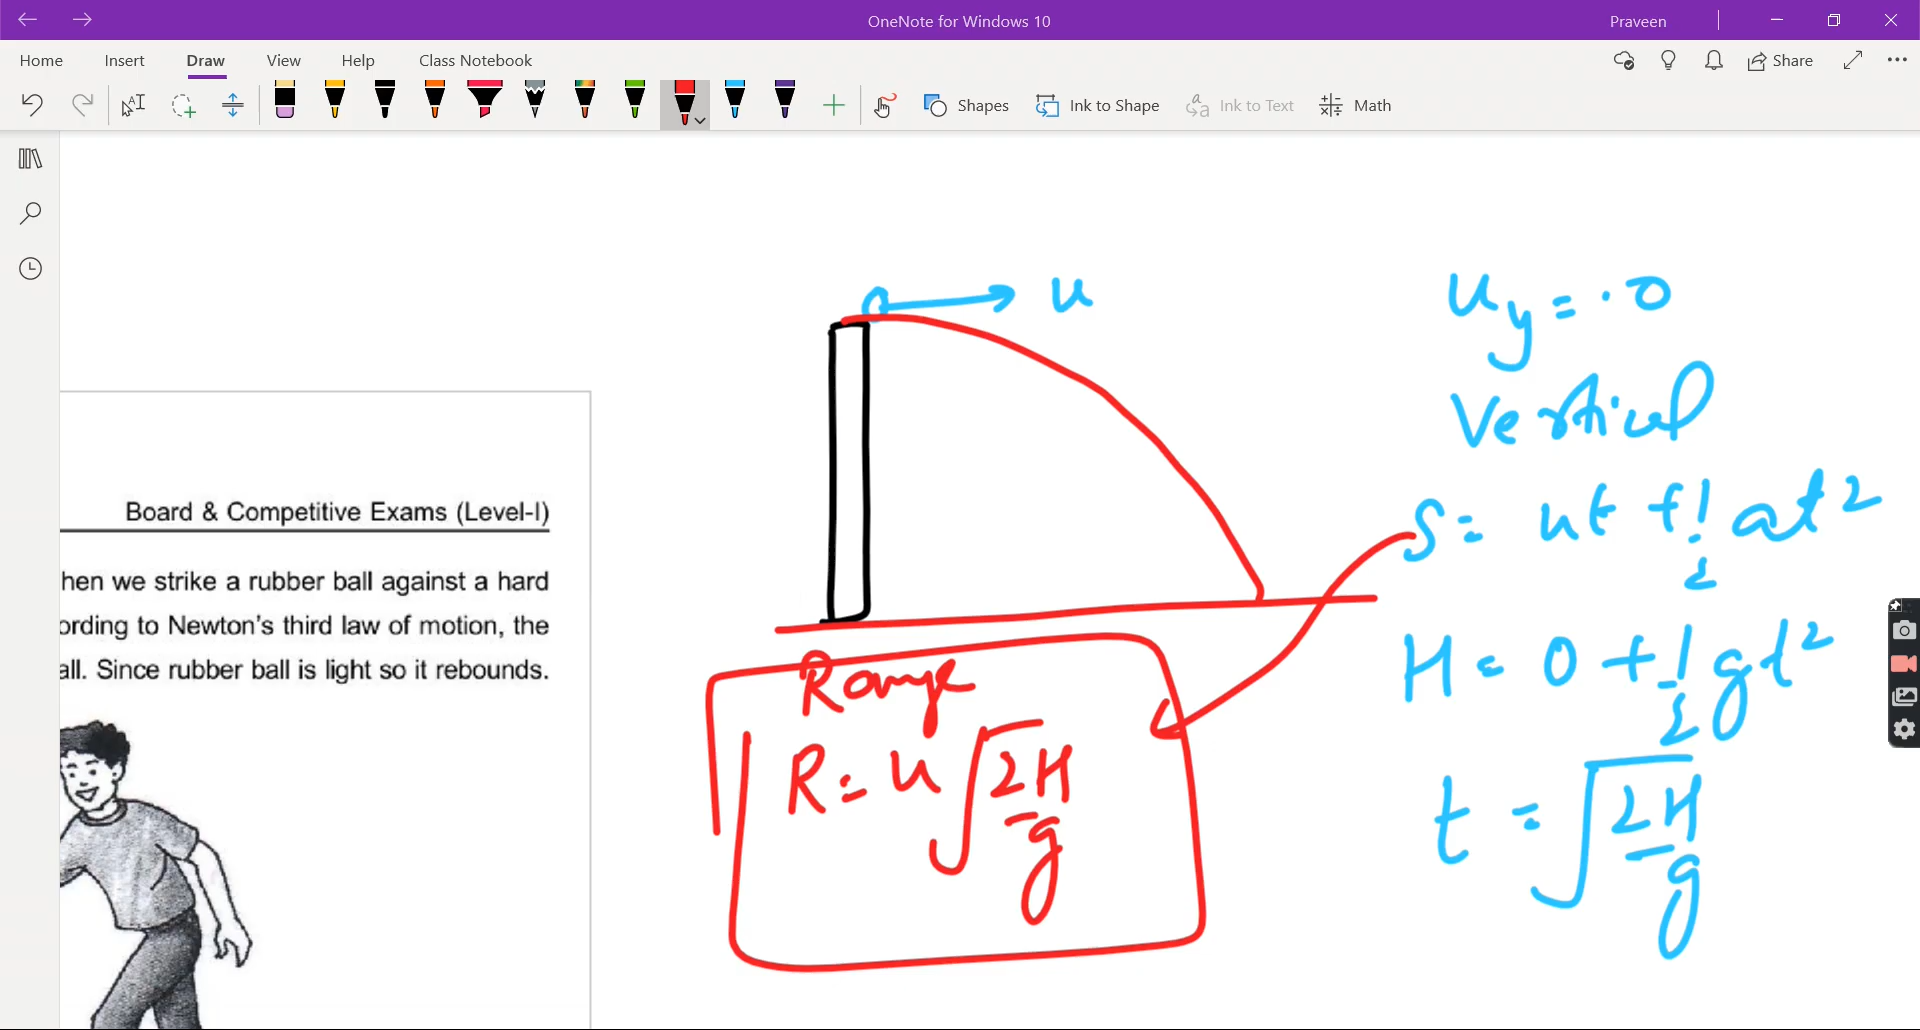 OneNote for Windows 10
Praveen
Home Insert Draw View Help Class Notebook
Share
Shapes Ink to Shape Ink to Text Math
Board & Competitive Exams (Level-I)
hen we strike a rubber ball against a hard
ording to Newton's third law of motion, the
all. Since rubber ball is light so it rebounds.
u
Range
R = u √(2H/g)
u_y = 0
Vertical
S = ut + 1/2 at²
H = 0 + 1/2 gt²
t = √(2H/g)